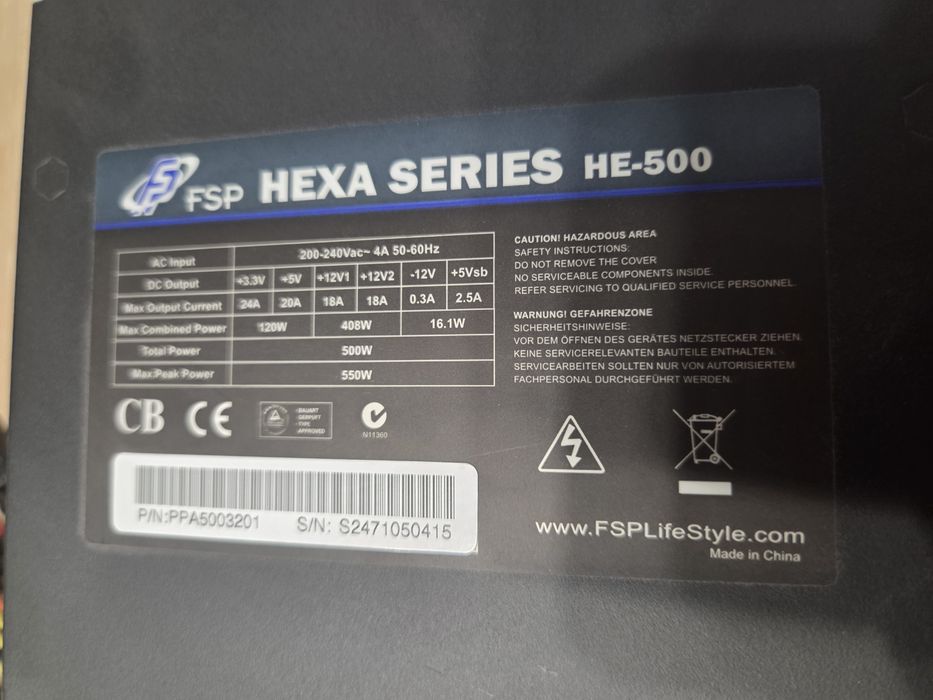 FSP HEXA SERIES HE-500
AC Input 200-240Vac~ 4A 50-60Hz
DC Output +3.3V +5V +12V1 +12V2 -12V +5Vsb
Max Output Current 24A 20A 18A 18A 0.3A 2.5A
Max Combined Power 120W 408W 16.1W
Total Power 500W
Max.Peak Power 550W
CAUTION! HAZARDOUS AREA
SAFETY INSTRUCTIONS:
DO NOT REMOVE THE COVER
NO SERVICEABLE COMPONENTS INSIDE.
REFER SERVICING TO QUALIFIED SERVICE PERSONNEL.
WARNUNG! GEFAHRENZONE
SICHERHEITSHINWEISE:
VOR DEM ÖFFNEN DES GERÄTES NETZSTECKER ZIEHEN.
KEINE SERVICERELEVANTEN BAUTEILE ENTHALTEN.
SERVICEARBEITEN SOLLTEN NUR VON AUTORISIERTEM
FACHPERSONAL DURCHGEFÜHRT WERDEN.
CB CE
BAUART
GEPRÜFT
TYPE
APPROVED
N11360
P/N:PPA5003201 S/N: S2471050415
www.FSPLifeStyle.com
Made in China